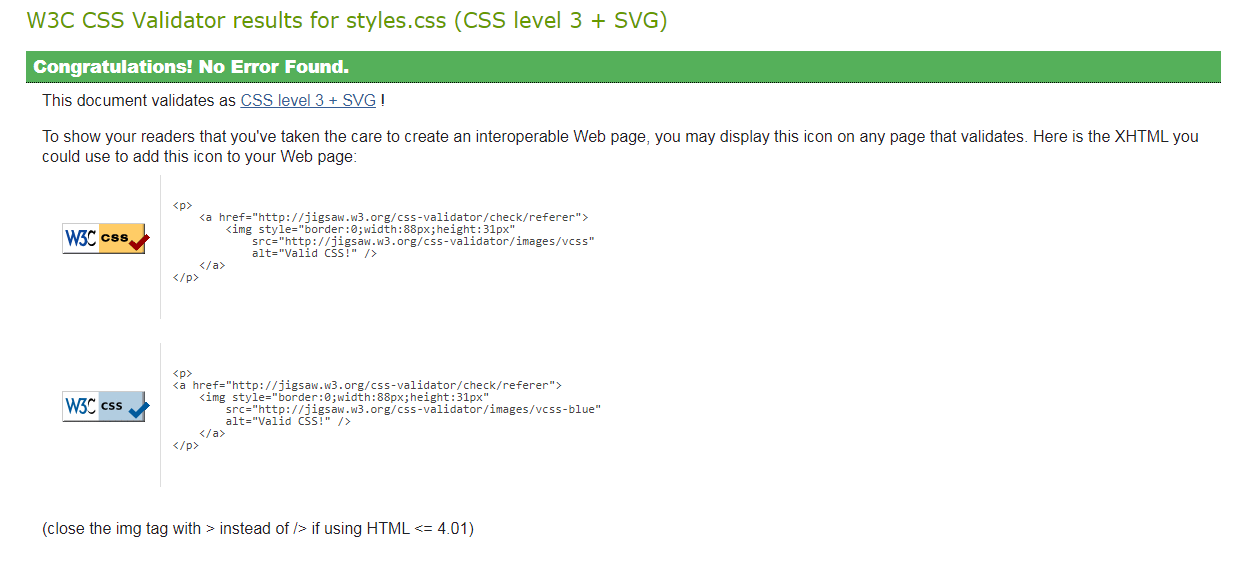 W3C CSS Validator results for styles.css (CSS level 3 + SVG)
Congratulations! No Error Found.
This document validates as CSS level 3 + SVG !
To show your readers that you've taken the care to create an interoperable Web page, you may display this icon on any page that validates. Here is the XHTML you
could use to add this icon to your Web page:
W3C css
<p>
<a href="http://jigsaw.w3.org/css-validator/check/referer">
<img style="border:0;width:88px;height:31px"
src="http://jigsaw.w3.org/css-validator/images/vcss"
alt="Valid CSS!" />
</a>
</p>
W3C css
<p>
<a href="http://jigsaw.w3.org/css-validator/check/referer">
<img style="border:0;width:88px;height:31px"
src="http://jigsaw.w3.org/css-validator/images/vcss-blue"
alt="Valid CSS!" />
</a>
</p>
(close the img tag with > instead of /> if using HTML <= 4.01)